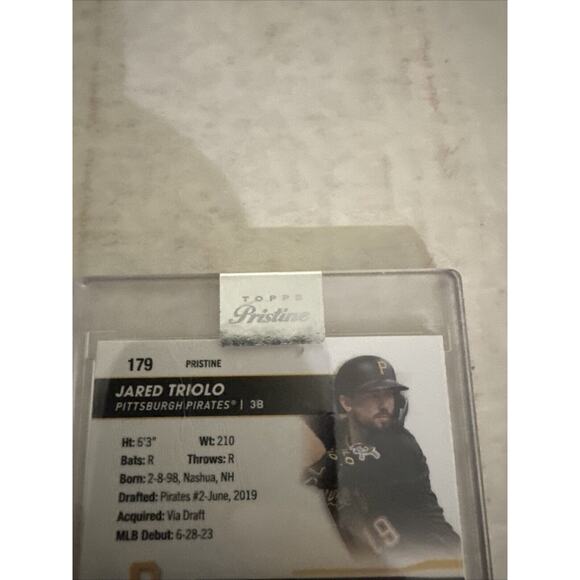 TOPPS
Pristine
179 PRISTINE
JARED TRIOLO
PITTSBURGH PIRATES® | 3B
Ht: 6'3" Wt: 210
Bats: R Throws: R
Born: 2-8-98, Nashua, NH
Drafted: Pirates #2-June, 2019
Acquired: Via Draft
MLB Debut: 6-28-23
P
19